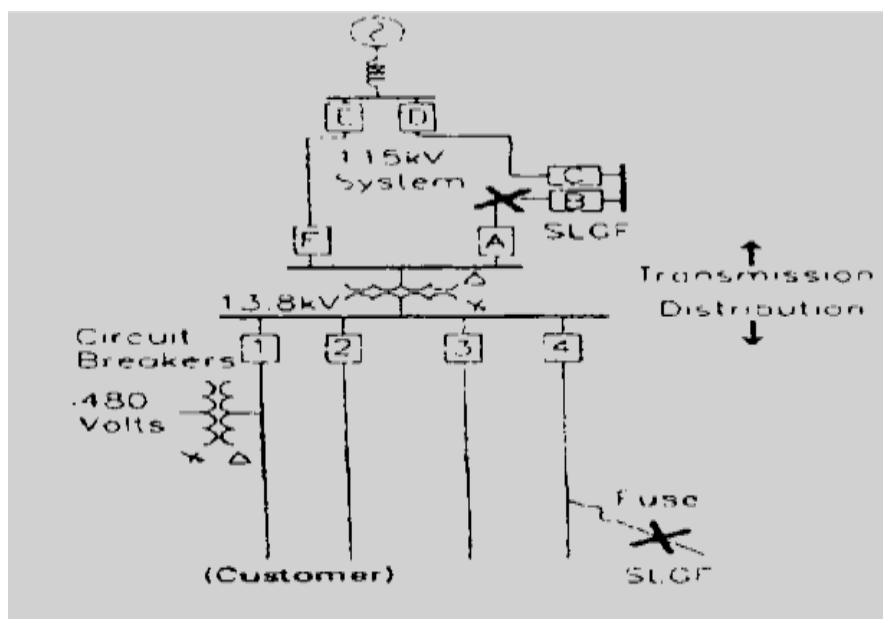 D
115kV
System
C
B
F
A
SLGF
Transmission
Distribution
13.8kV
Circuit
Breakers
1
2
3
4
.480
Volts
Fuse
(Customer)
SLGF